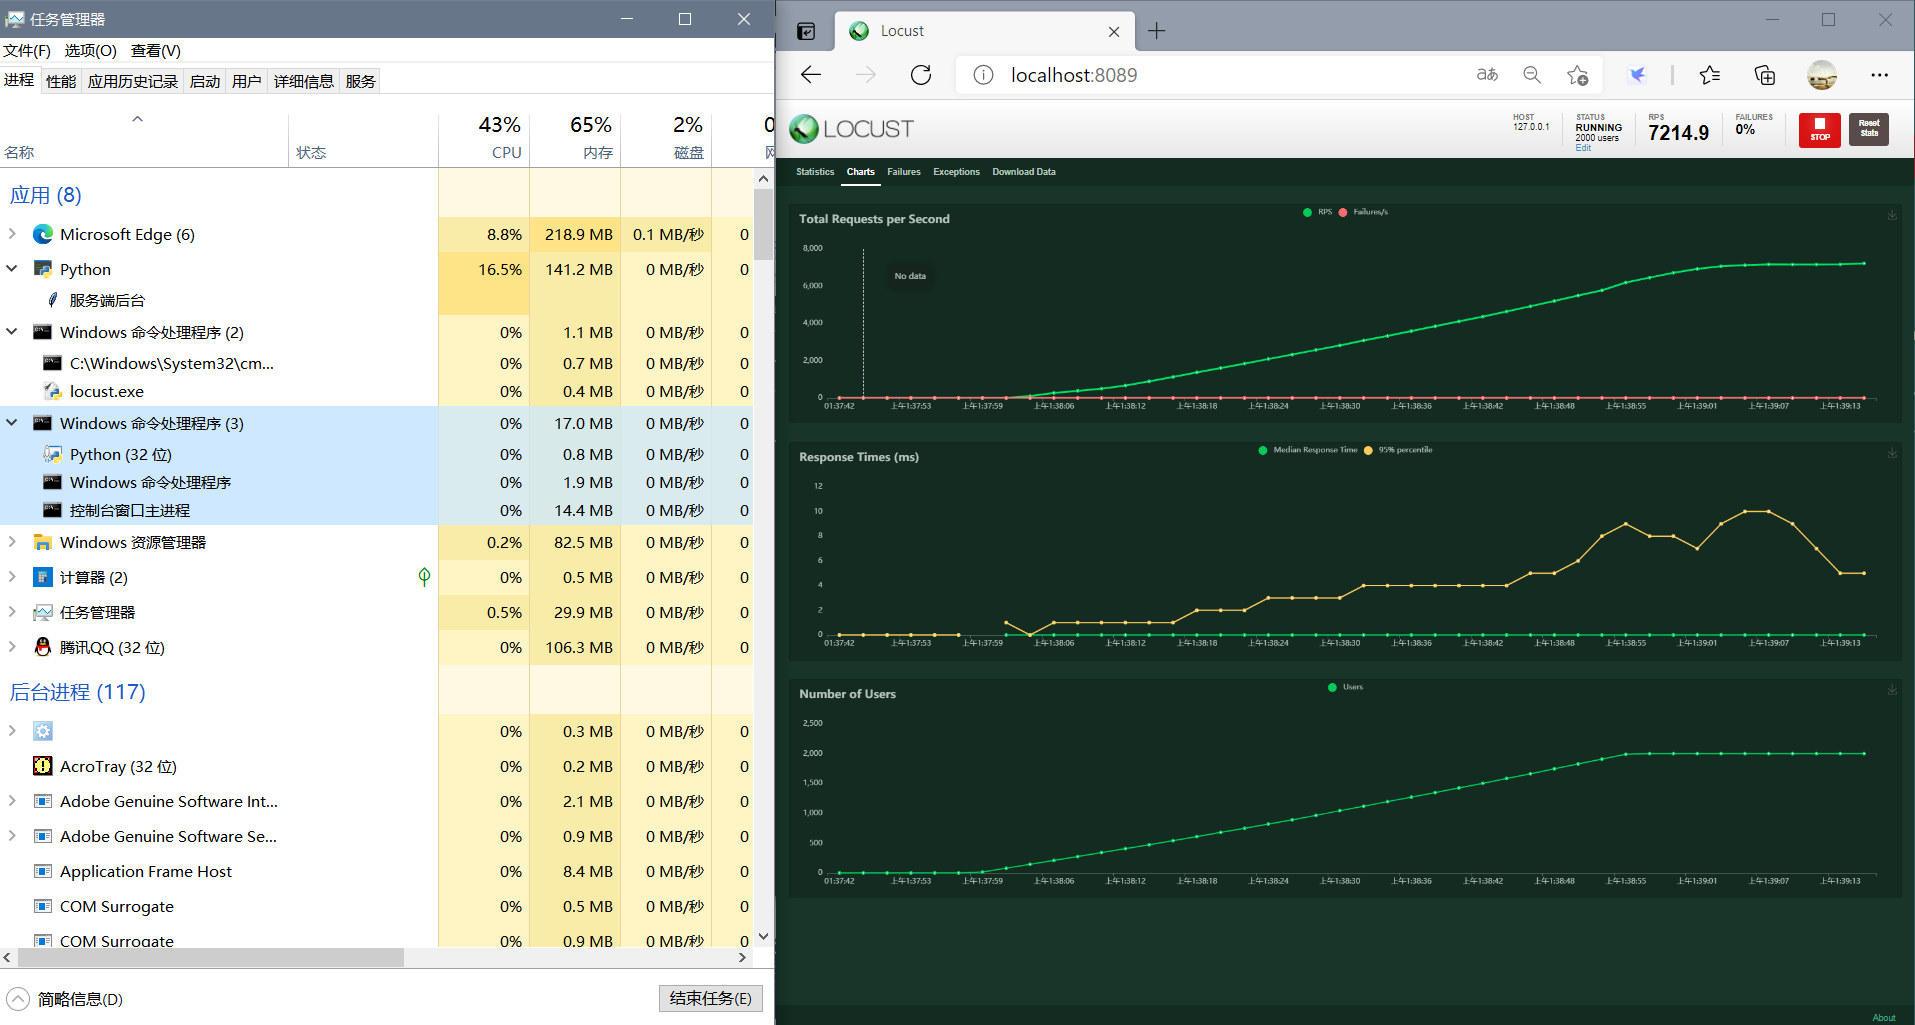 任务管理器
文件(F) 选项(O) 查看(V)
进程 性能 应用历史记录 启动 用户 详细信息 服务
43% 65% 2% 0
名称 状态 CPU 内存 磁盘 网
应用 (8)
Microsoft Edge (6) 8.8% 218.9 MB 0.1 MB/秒 0
Python 16.5% 141.2 MB 0 MB/秒 0
服务端后台
Windows 命令处理程序 (2) 0% 1.1 MB 0 MB/秒 0
C:\Windows\System32\cm... 0% 0.7 MB 0 MB/秒 0
locust.exe 0% 0.4 MB 0 MB/秒 0
Windows 命令处理程序 (3) 0% 17.0 MB 0 MB/秒 0
Python (32 位) 0% 0.8 MB 0 MB/秒 0
Windows 命令处理程序 0% 1.9 MB 0 MB/秒 0
控制台窗口主进程 0% 14.4 MB 0 MB/秒 0
Windows 资源管理器 0.2% 82.5 MB 0 MB/秒 0
计算器 (2) 0% 0.5 MB 0 MB/秒 0
任务管理器 0.5% 29.9 MB 0 MB/秒 0
腾讯QQ (32 位) 0% 106.3 MB 0 MB/秒 0
后台进程 (117)
0% 0.3 MB 0 MB/秒 0
AcroTray (32 位) 0% 0.2 MB 0 MB/秒 0
Adobe Genuine Software Int... 0% 2.1 MB 0 MB/秒 0
Adobe Genuine Software Se... 0% 0.9 MB 0 MB/秒 0
Application Frame Host 0% 8.4 MB 0 MB/秒 0
COM Surrogate 0% 0.5 MB 0 MB/秒 0
COM Surrogate 0% 0.9 MB 0 MB/秒 0
简略信息(D) 结束任务(E)
Locust
localhost:8089
aあ
LOCUST
HOST
127.0.0.1
STATUS
RUNNING
2000 users
Edit
RPS
7214.9
FAILURES
0%
STOP
Reset
Stats
Statistics Charts Failures Exceptions Download Data
Total Requests per Second
RPS Failures/s
8,000
No data
6,000
4,000
2,000
0
01:37:42 上午1:37:53 上午1:37:59 上午1:38:06 上午1:38:12 上午1:38:18 上午1:38:24 上午1:38:30 上午1:38:36 上午1:38:42 上午1:38:48 上午1:38:55 上午1:39:01 上午1:39:07 上午1:39:13
Response Times (ms)
Median Response Time 95% percentile
12
10
8
6
4
2
0
01:37:42 上午1:37:53 上午1:37:59 上午1:38:06 上午1:38:12 上午1:38:18 上午1:38:24 上午1:38:30 上午1:38:36 上午1:38:42 上午1:38:48 上午1:38:55 上午1:39:01 上午1:39:07 上午1:39:13
Number of Users
Users
2,500
2,000
1,500
1,000
500
0
01:37:42 上午1:37:53 上午1:37:59 上午1:38:06 上午1:38:12 上午1:38:18 上午1:38:24 上午1:38:30 上午1:38:36 上午1:38:42 上午1:38:48 上午1:38:55 上午1:39:01 上午1:39:07 上午1:39:13
About